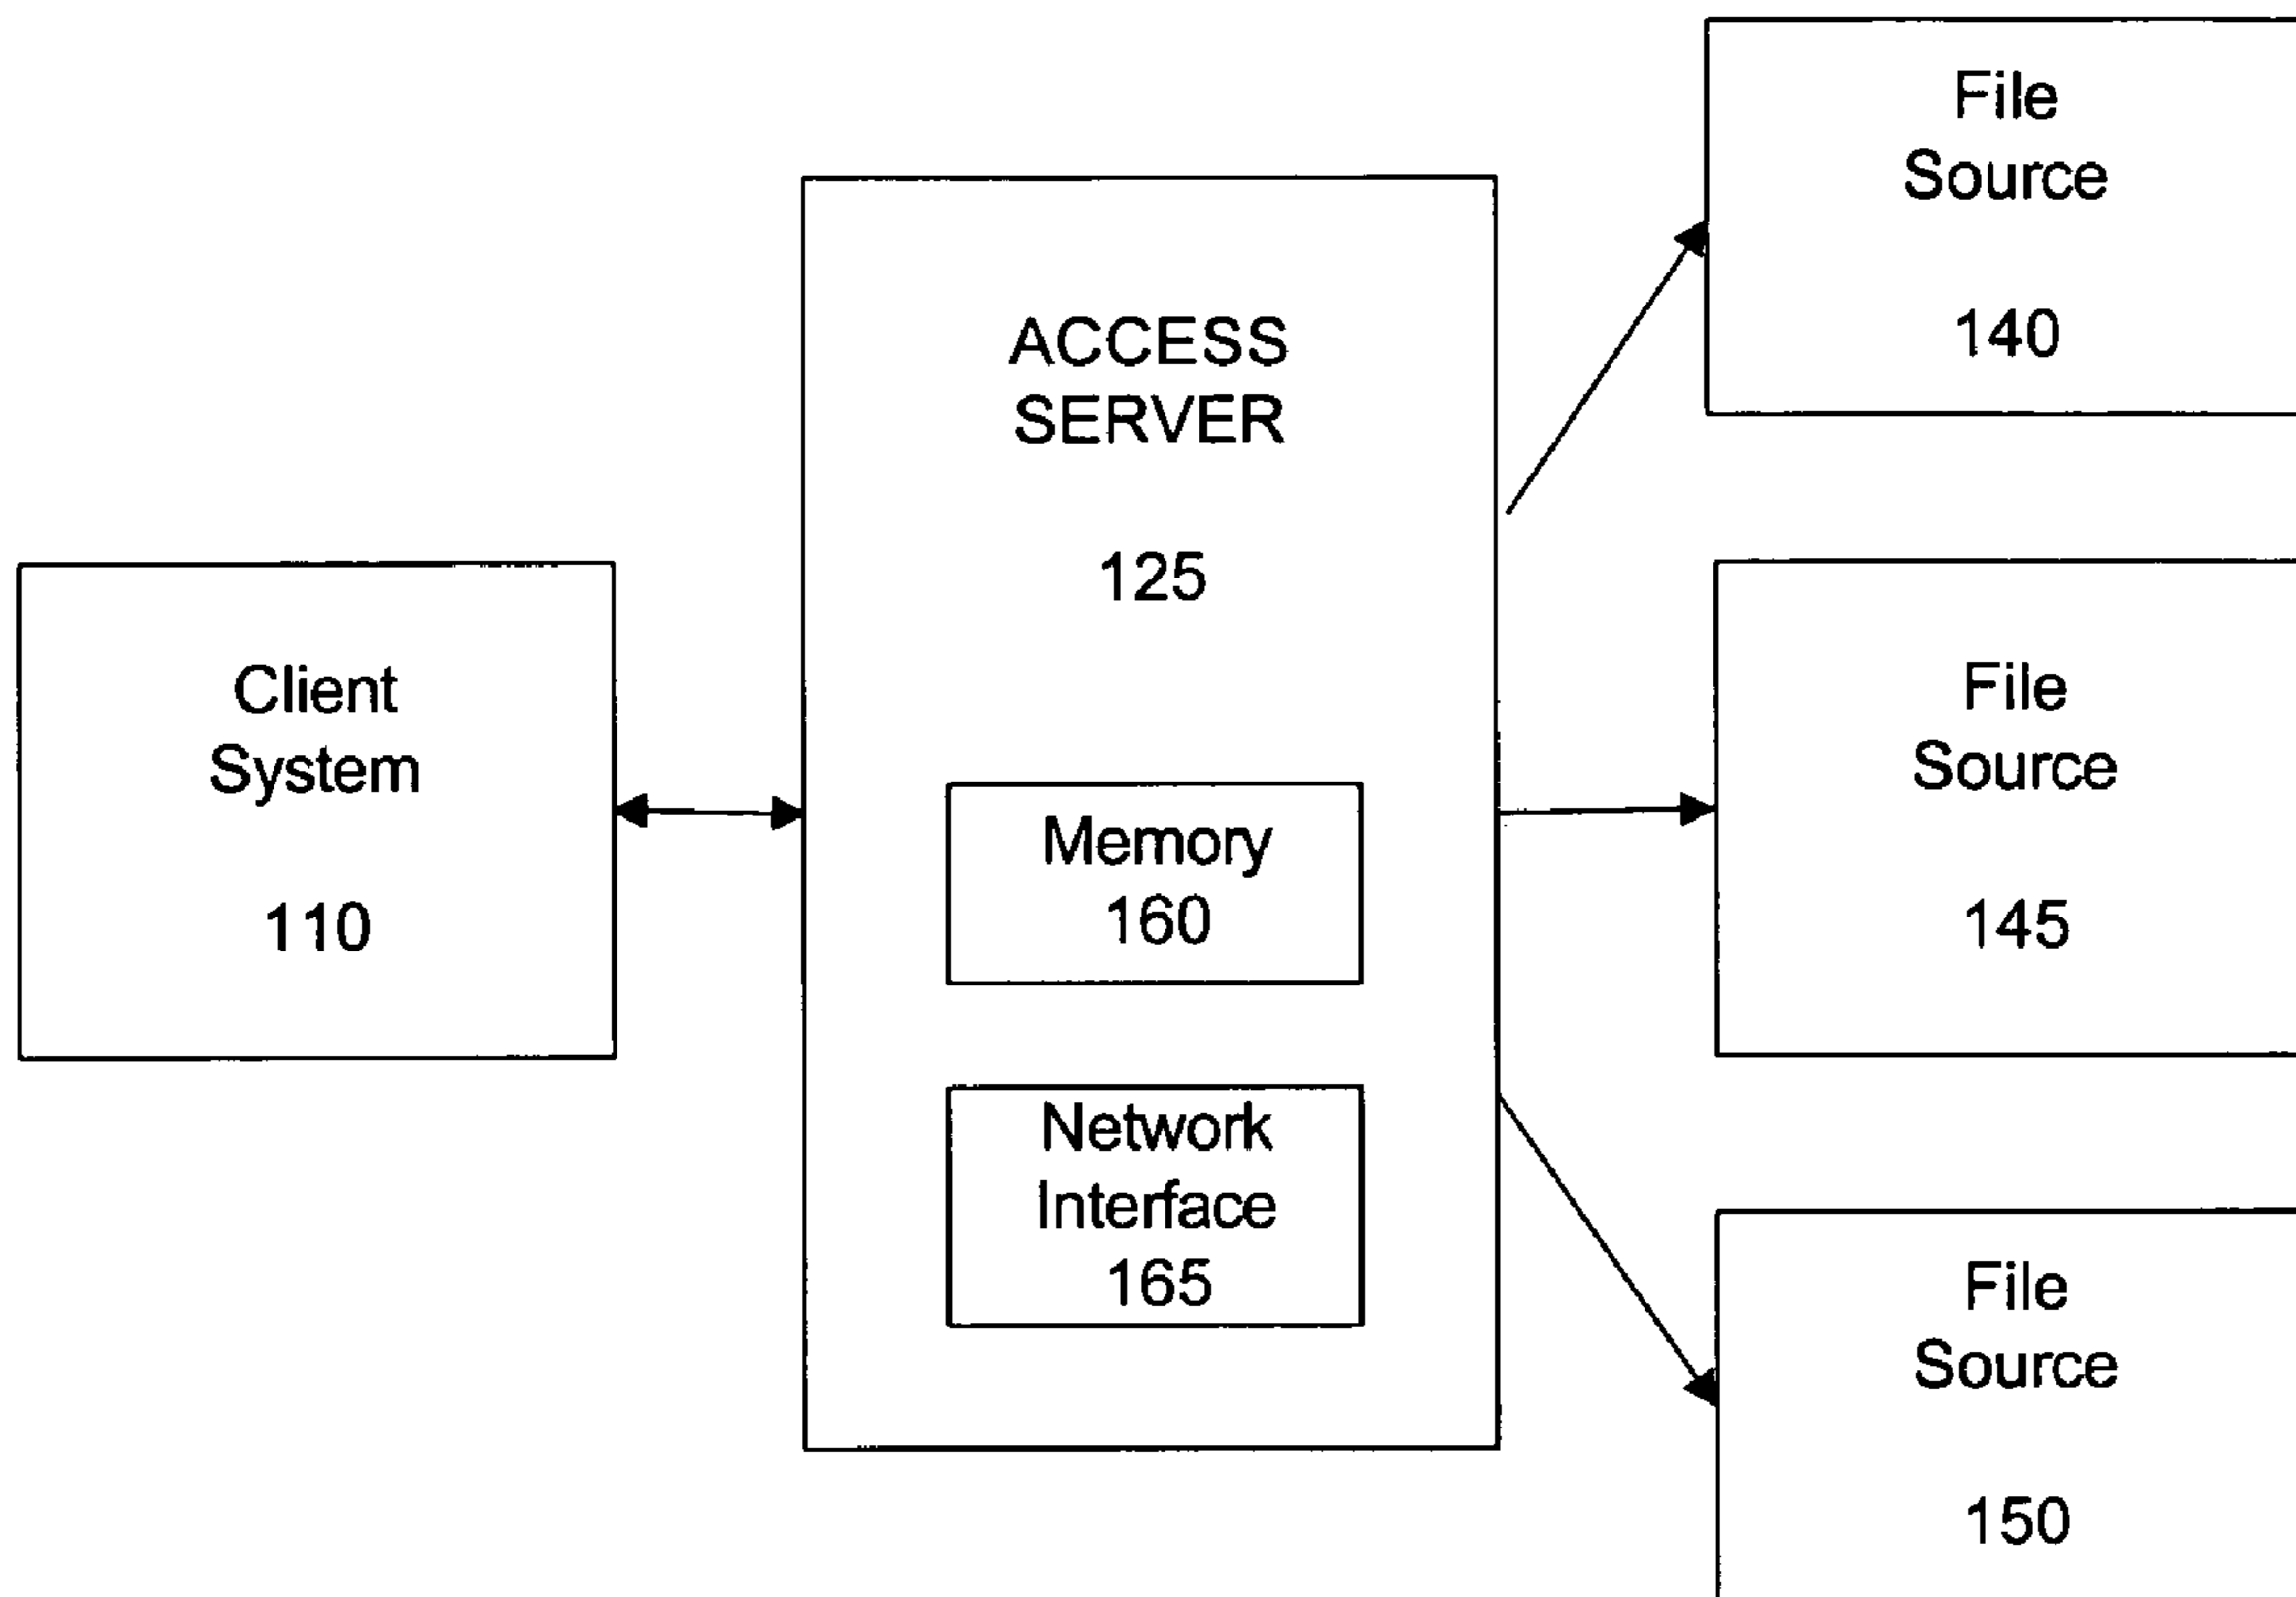 File
Source
140
ACCESS
SERVER
125
Client
System
110
Memory
160
Network
Interface
165
File
Source
145
File
Source
150